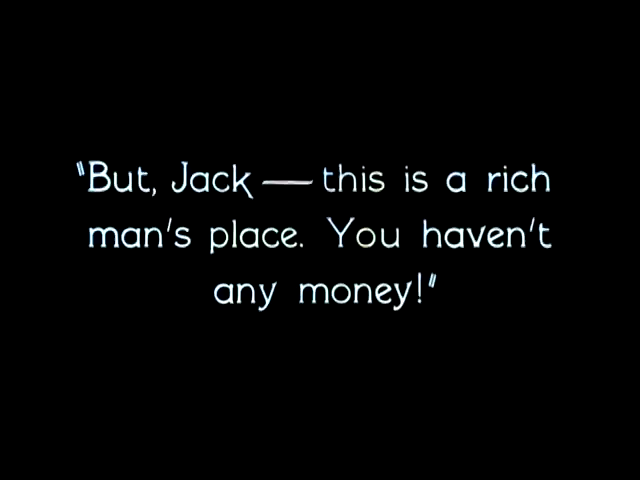 "But, Jack — this is a rich
man's place. You haven't
any money!"